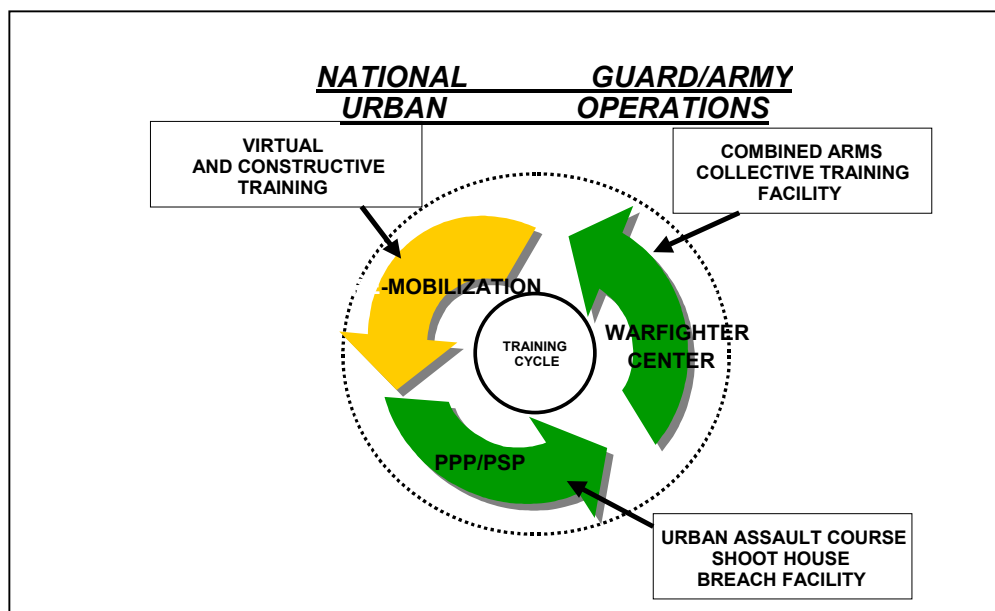 NATIONAL GUARD/ARMY
URBAN OPERATIONS
VIRTUAL
AND CONSTRUCTIVE
TRAINING
COMBINED ARMS
COLLECTIVE TRAINING
FACILITY
-MOBILIZATION
WARFIGHTER
CENTER
TRAINING
CYCLE
PPP/PSP
URBAN ASSAULT COURSE
SHOOT HOUSE
BREACH FACILITY